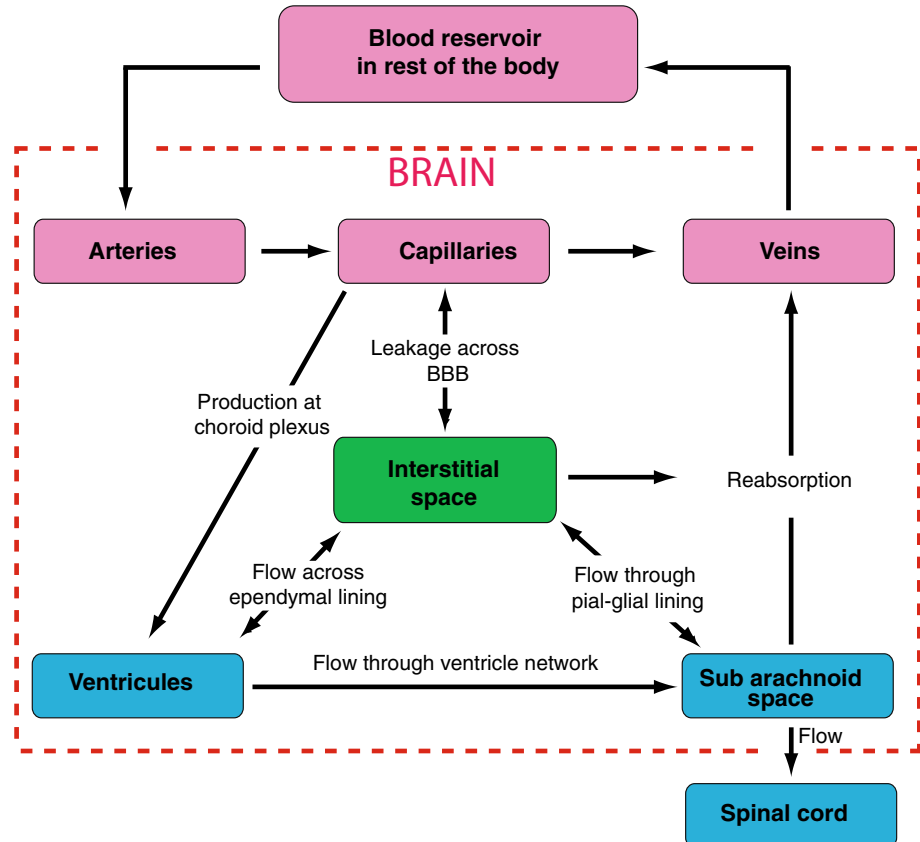 Blood reservoir
in rest of the body
BRAIN
Arteries
Capillaries
Veins
Leakage across
BBB
Production at
choroid plexus
Interstitial
space
Reabsorption
Flow across
ependymal lining
Flow through
pial-glial lining
Flow through ventricle network
Ventricules
Sub arachnoid
space
Flow
Spinal cord